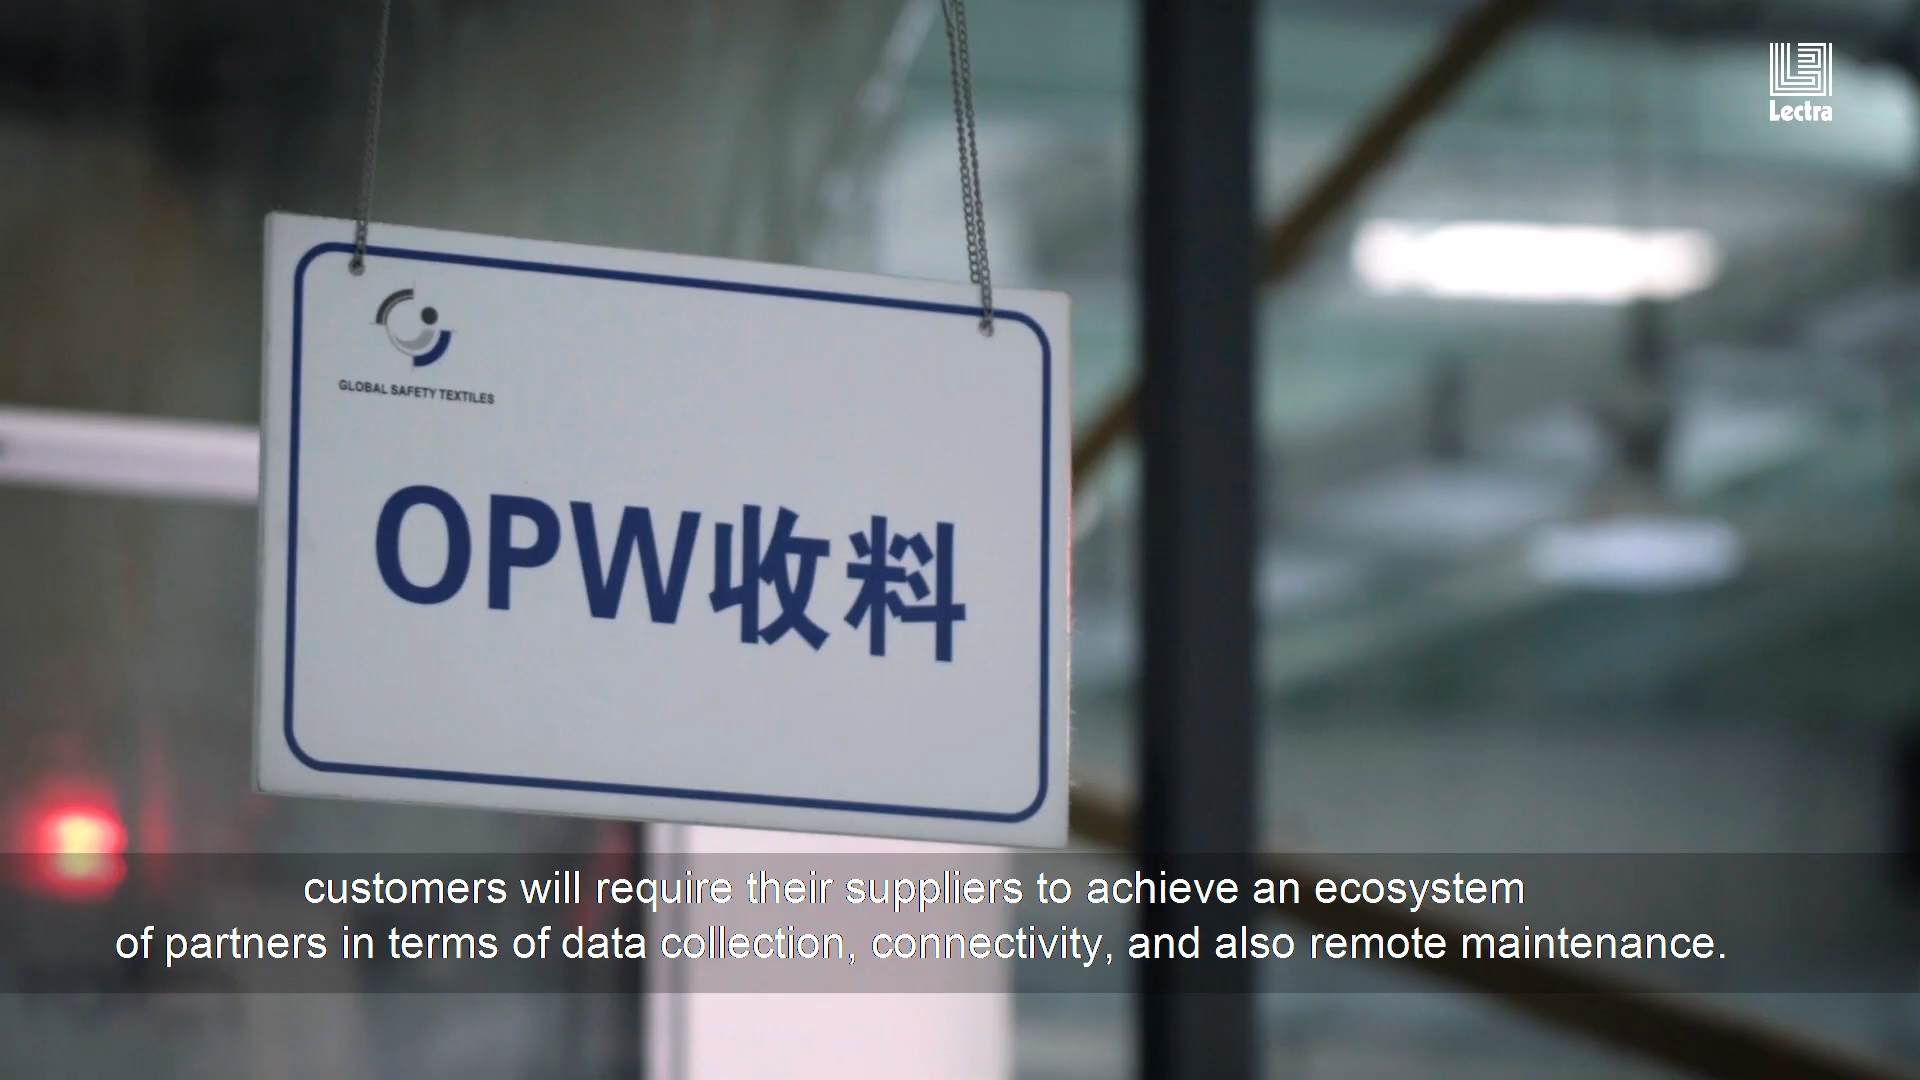 Lectra
GLOBAL SAFETY TEXTILES
OPW收料
customers will require their suppliers to achieve an ecosystem
of partners in terms of data collection, connectivity, and also remote maintenance.